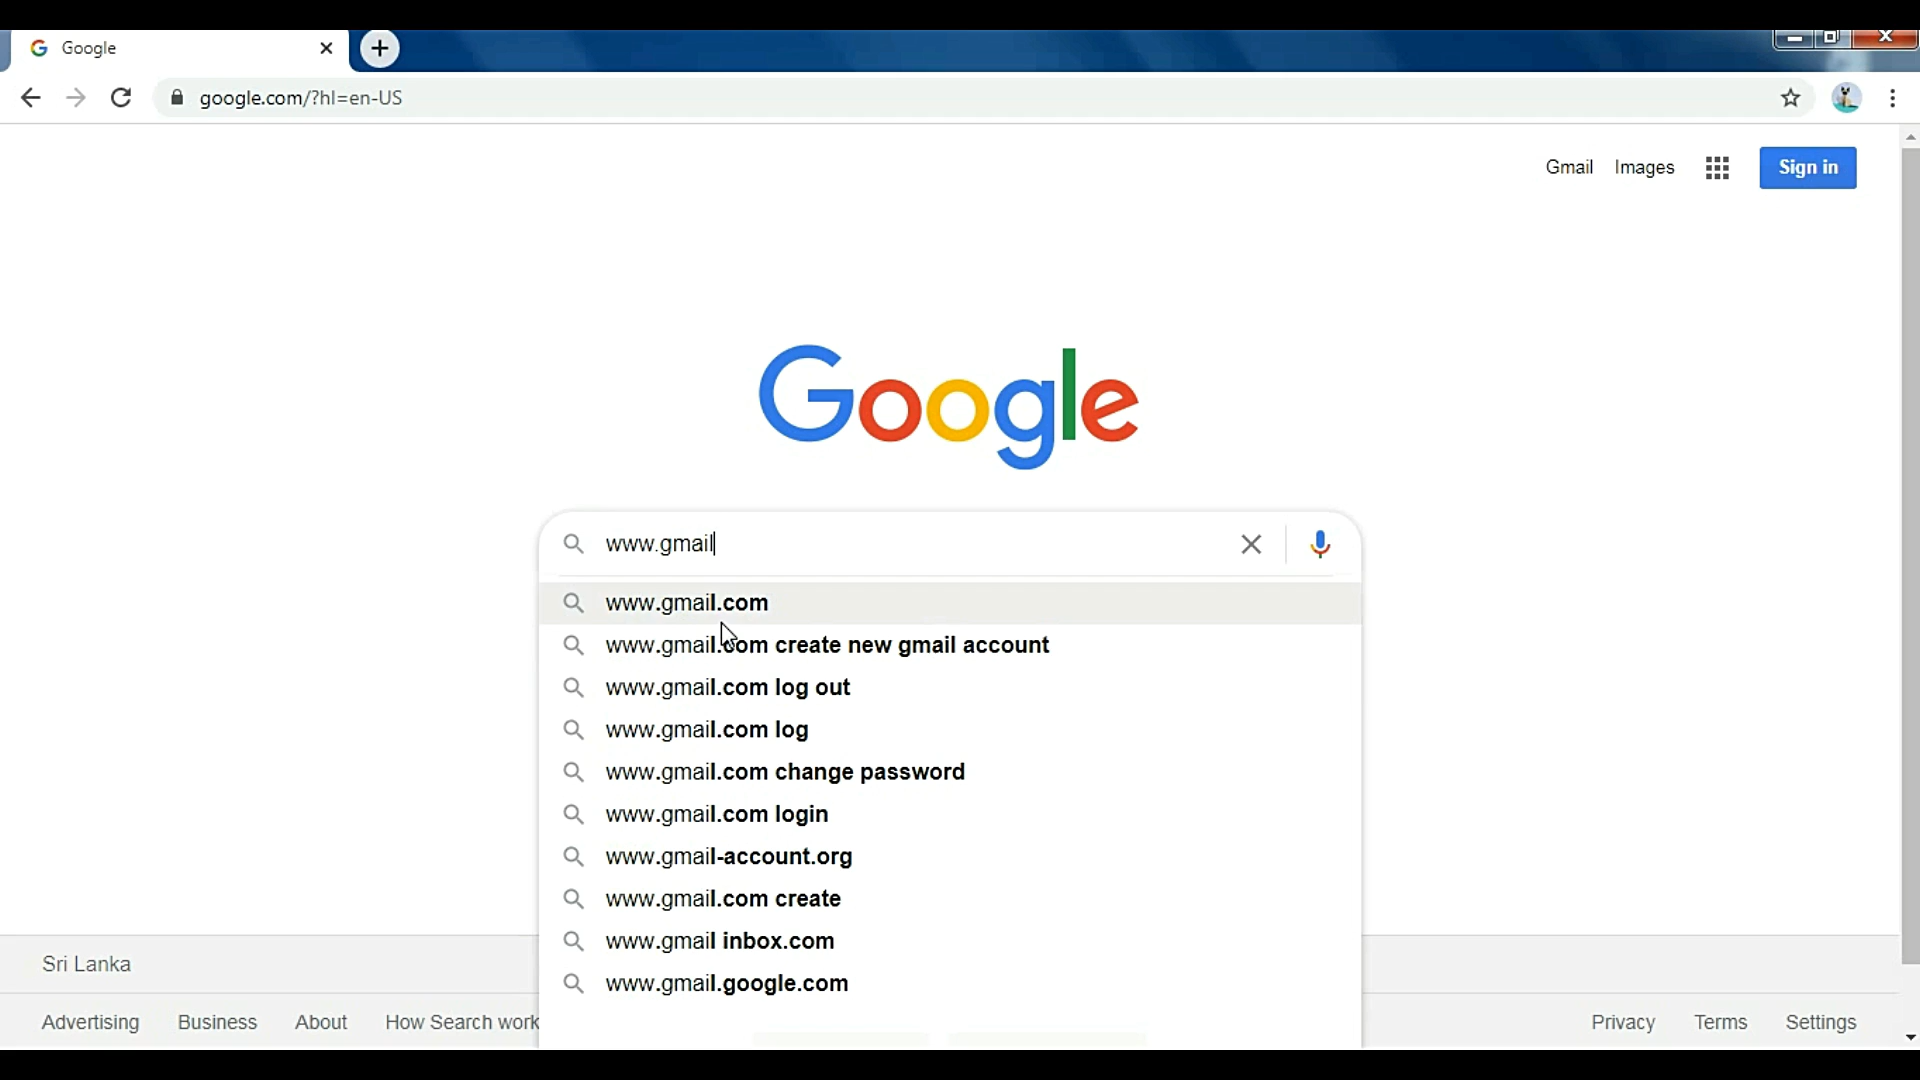 Google
google.com/?hl=en-US
Gmail Images Sign in
Google
www.gmail
www.gmail.com
www.gmail.com create new gmail account
www.gmail.com log out
www.gmail.com log
www.gmail.com change password
www.gmail.com login
www.gmail-account.org
www.gmail.com create
www.gmail inbox.com
www.gmail.google.com
Sri Lanka
Advertising Business About How Search work Privacy Terms Settings